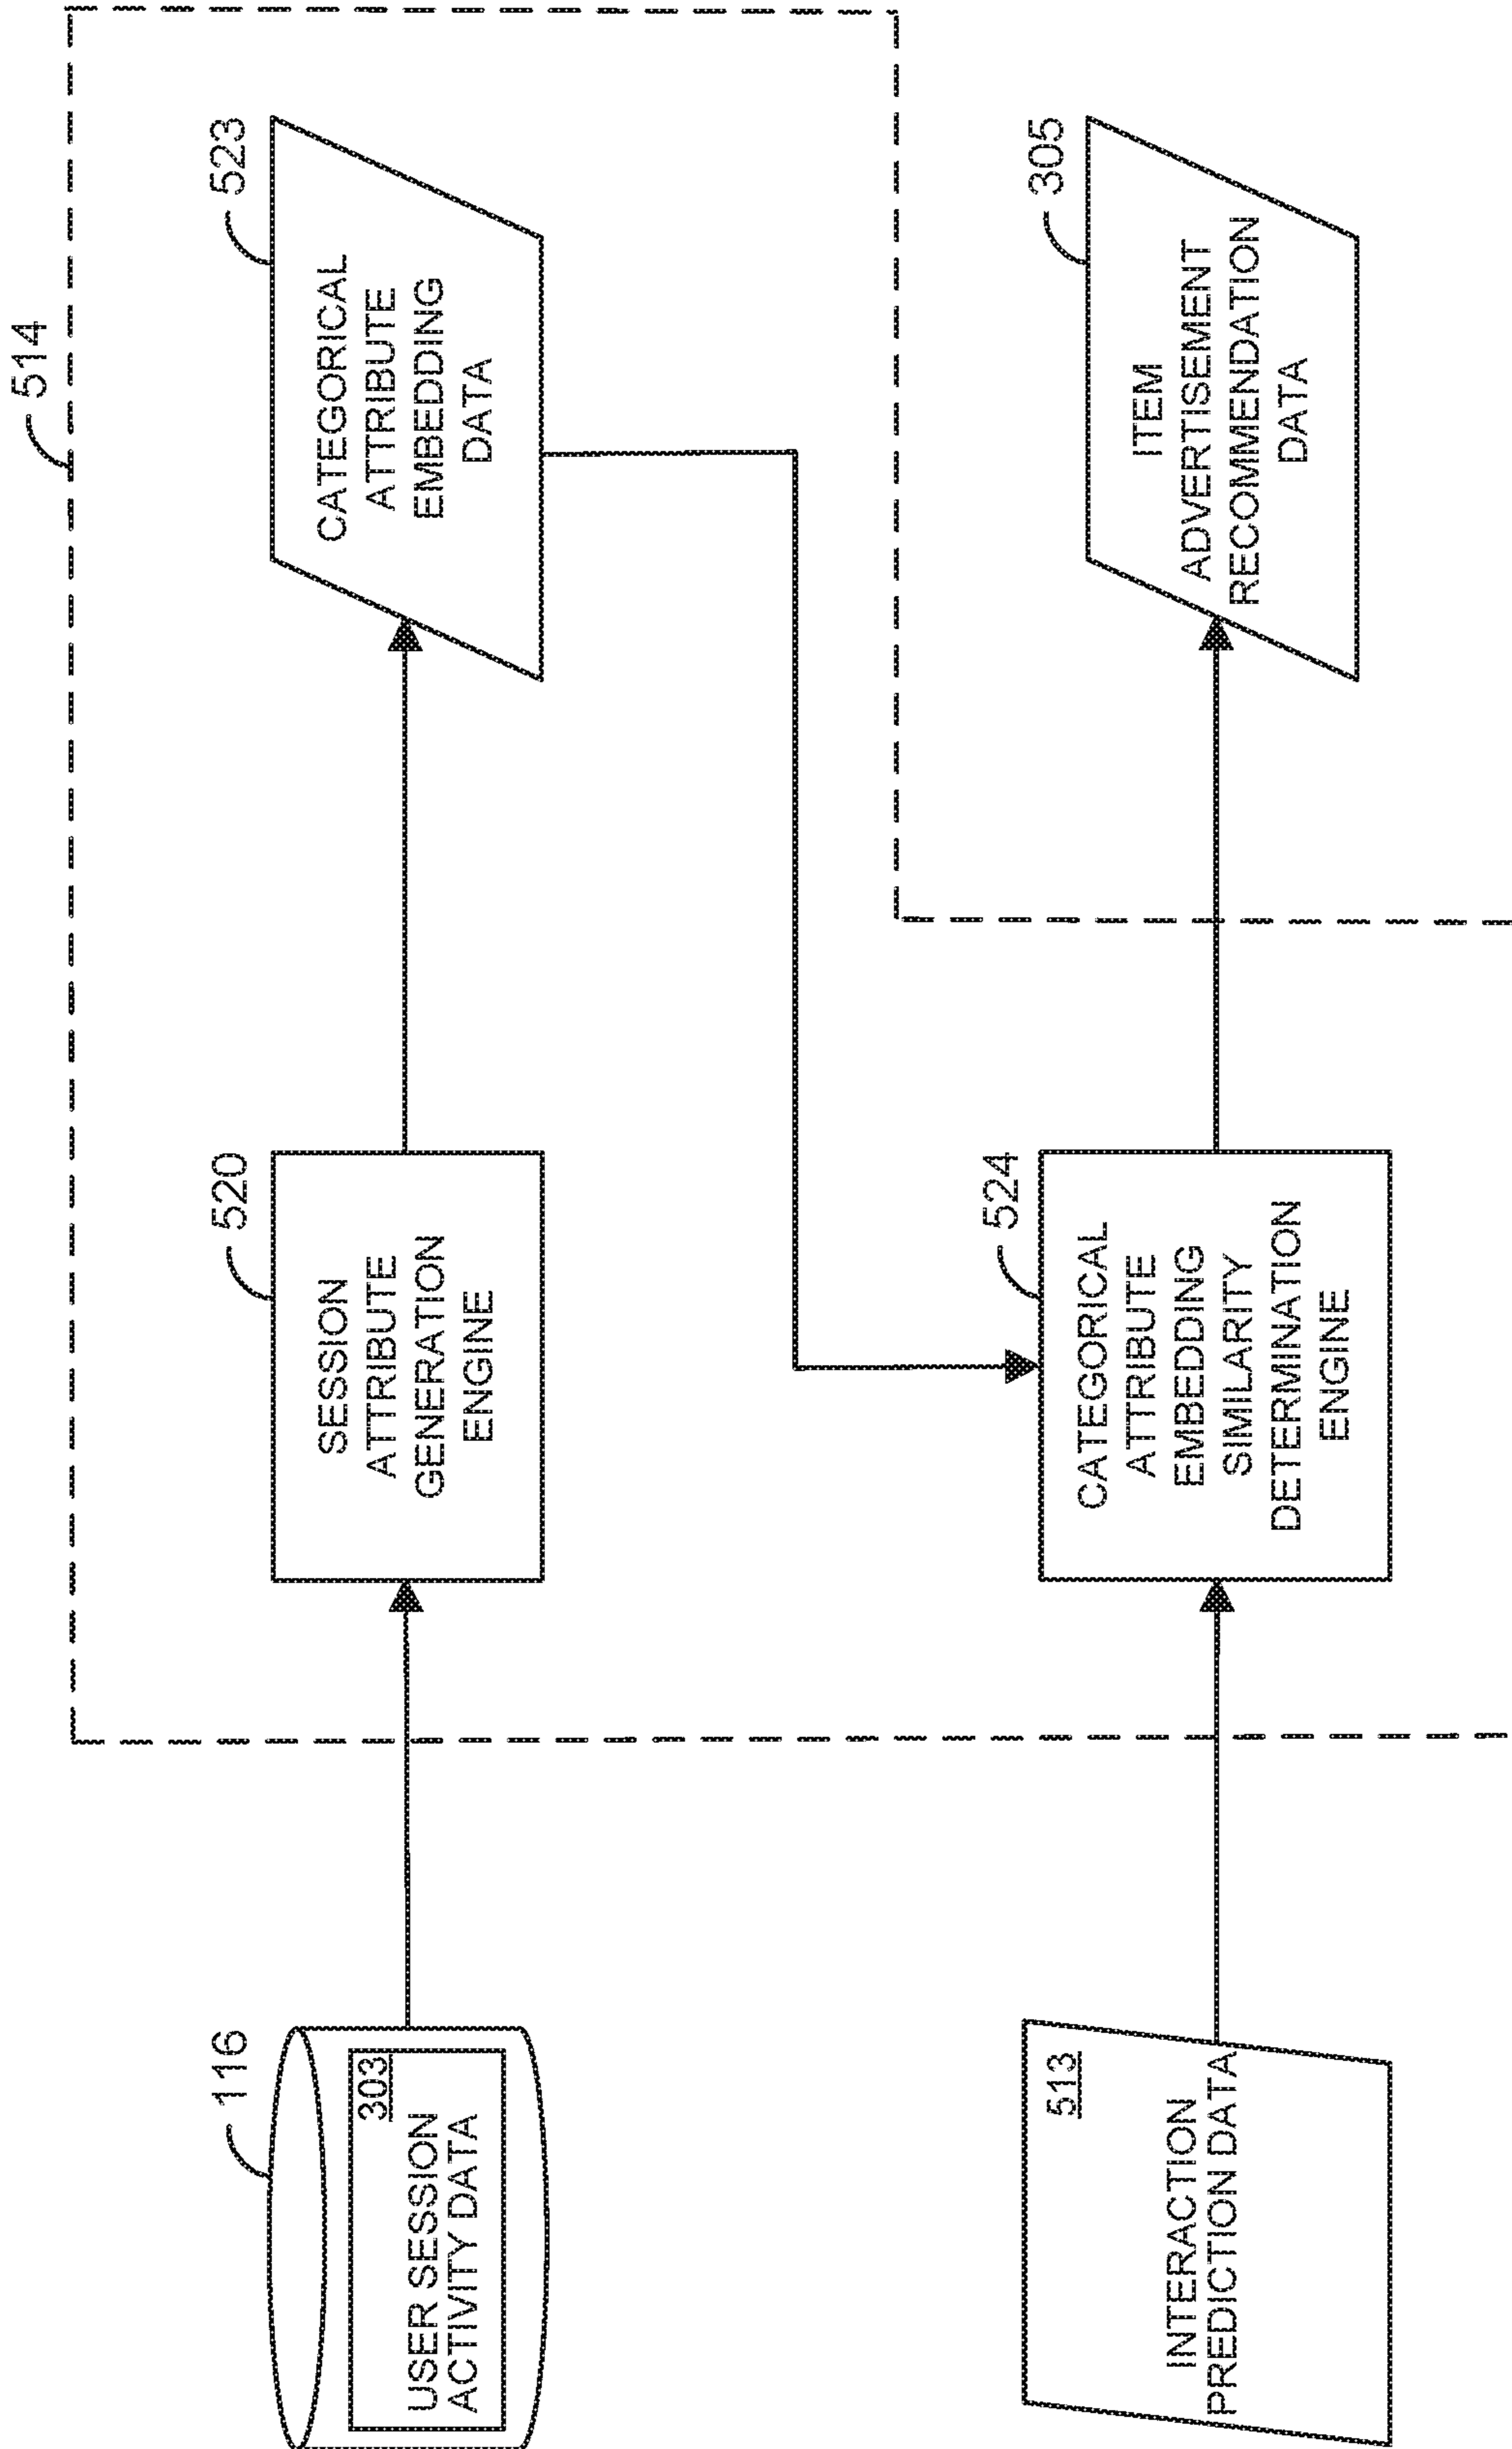 514
116
303
USER SESSION
ACTIVITY DATA
520
SESSION
ATTRIBUTE
GENERATION
ENGINE
523
CATEGORICAL
ATTRIBUTE
EMBEDDING
DATA
513
INTERACTION
PREDICTION DATA
524
CATEGORICAL
ATTRIBUTE
EMBEDDING
SIMILARITY
DETERMINATION
ENGINE
305
ITEM
ADVERTISEMENT
RECOMMENDATION
DATA